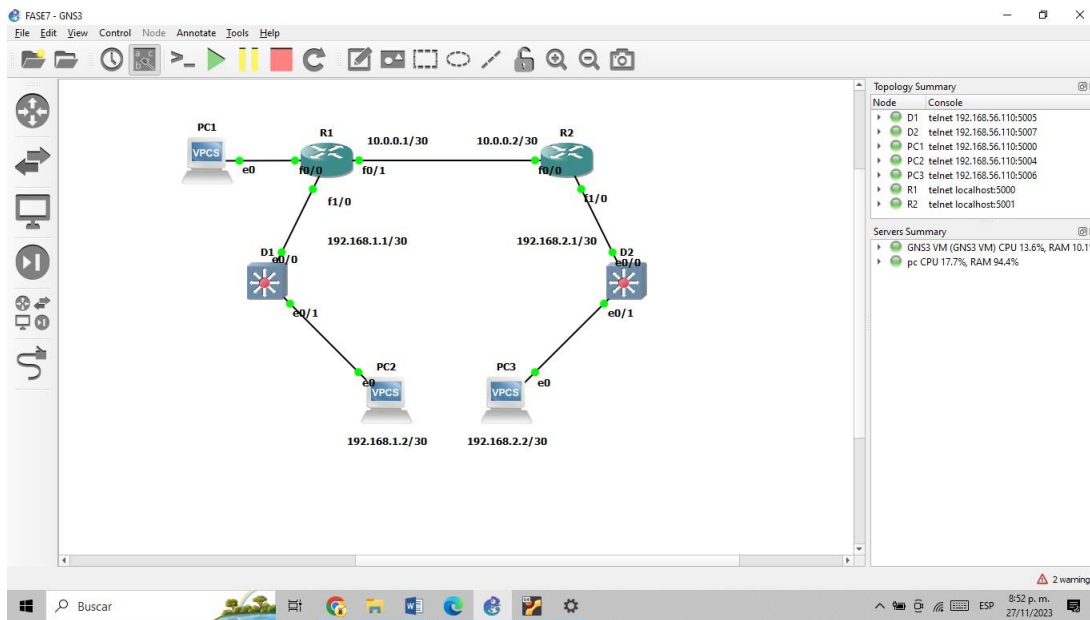 FASE7 - GNS3
File Edit View Control Node Annotate Tools Help
PC1
VPCS
e0
R1
f0/0
f0/1
10.0.0.1/30
10.0.0.2/30
R2
f0/0
f1/0
f1/0
192.168.1.1/30
192.168.2.1/30
D1
e0/0
D2
e0/0
e0/1
e0/1
PC2
e0
VPCS
PC3
e0
VPCS
192.168.1.2/30
192.168.2.2/30
Topology Summary
Node Console
D1 telnet 192.168.56.110:5005
D2 telnet 192.168.56.110:5007
PC1 telnet 192.168.56.110:5000
PC2 telnet 192.168.56.110:5004
PC3 telnet 192.168.56.110:5006
R1 telnet localhost:5000
R2 telnet localhost:5001
Servers Summary
GNS3 VM (GNS3 VM) CPU 13.6%, RAM 10.1%
pc CPU 17.7%, RAM 94.4%
2 warning
Buscar
ESP
8:52 p. m.
27/11/2023